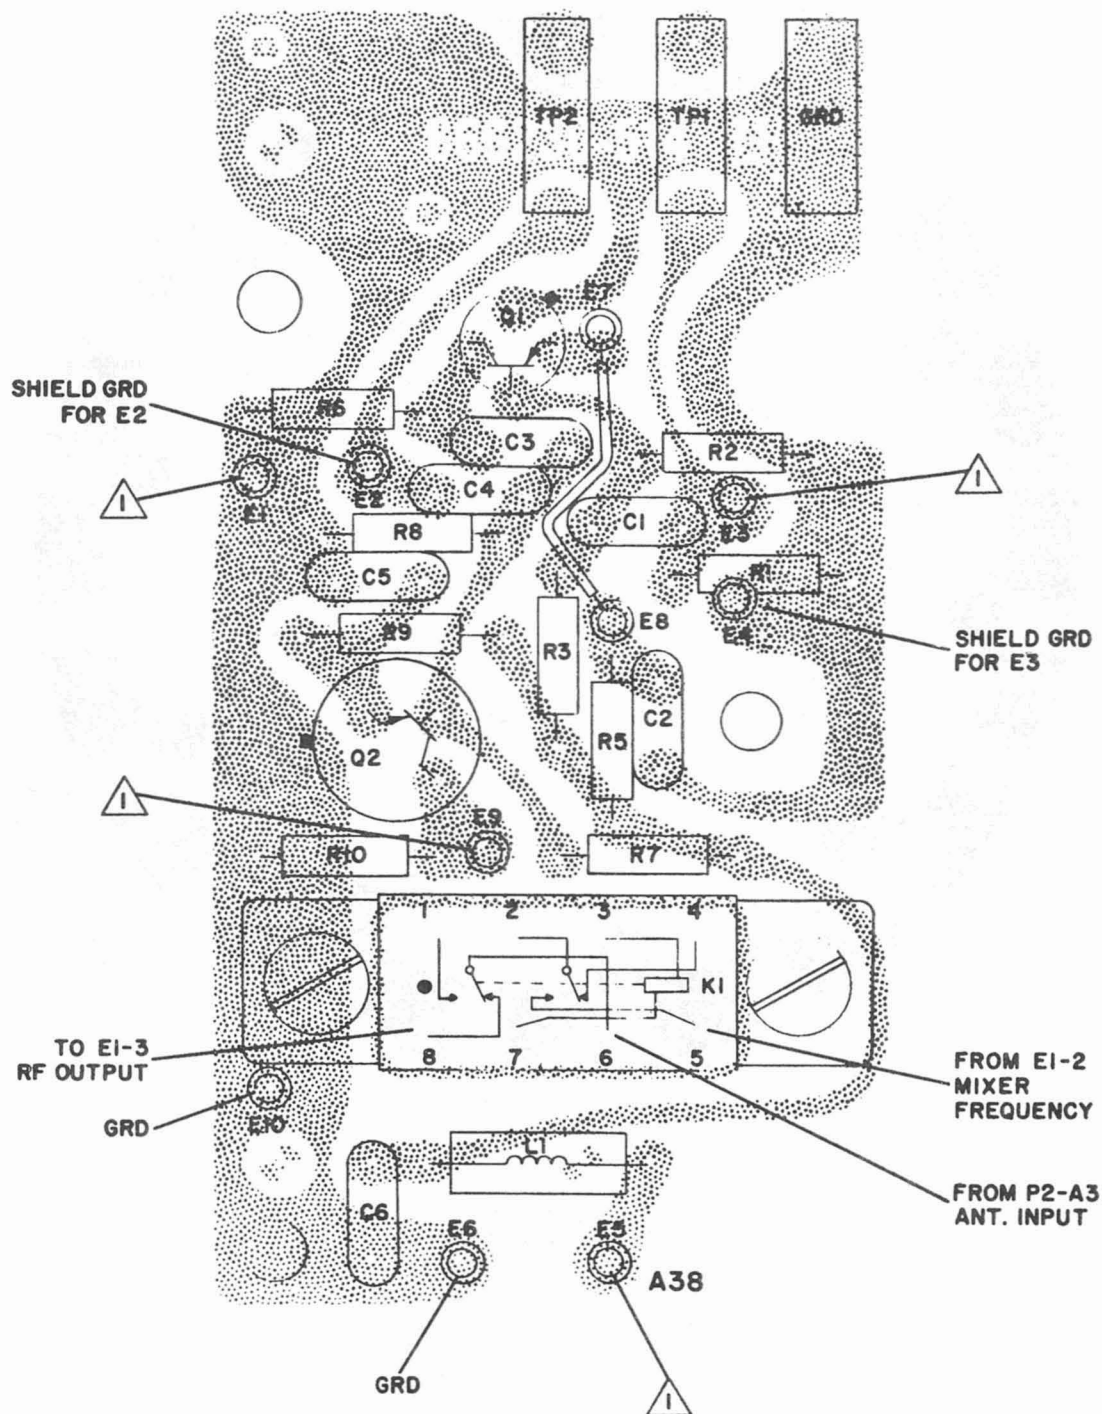 TP2 TP1 GRD
E7
Q1
SHIELD GRD
FOR E2
R6
C3
R2
1
E1
E2
C4
1
C1
E3
R8
C5
R1
R9
E8
E4
R3
SHIELD GRD
FOR E3
C2
R5
Q2
1
E9
R10
R7
1 2 3 4
K1
8 7 6 5
TO E1-3
RF OUTPUT
FROM E1-2
MIXER
FREQUENCY
GRD
E10
L1
FROM P2-A3
ANT. INPUT
C6
E6
E5
A38
GRD
1